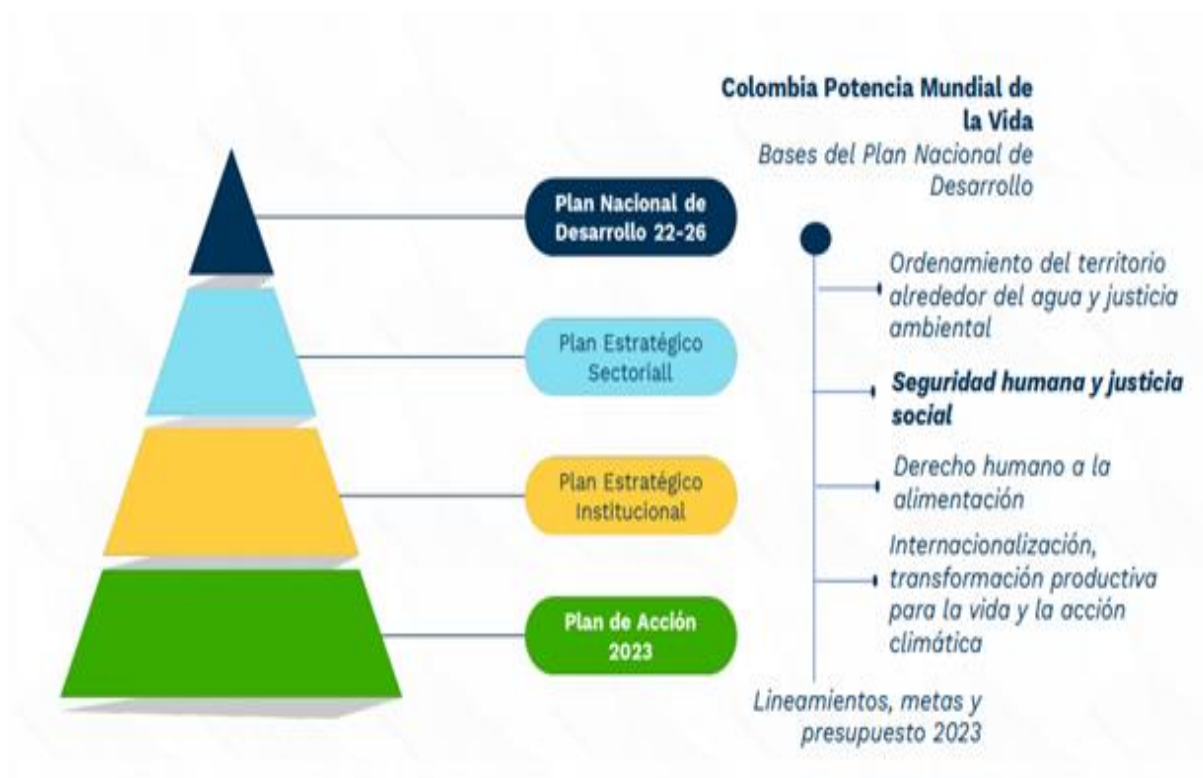 Plan Nacional de
Desarrollo 22-26
Plan Estratégico
Sectoriall
Plan Estratégico
Institucional
Plan de Acción
2023
Colombia Potencia Mundial de
la Vida
Bases del Plan Nacional de
Desarrollo
Ordenamiento del territorio
alrededor del agua y justicia
ambiental
Seguridad humana y justicia
social
Derecho humano a la
alimentación
Internacionalización,
transformación productiva
para la vida y la acción
climática
Lineamientos, metas y
presupuesto 2023